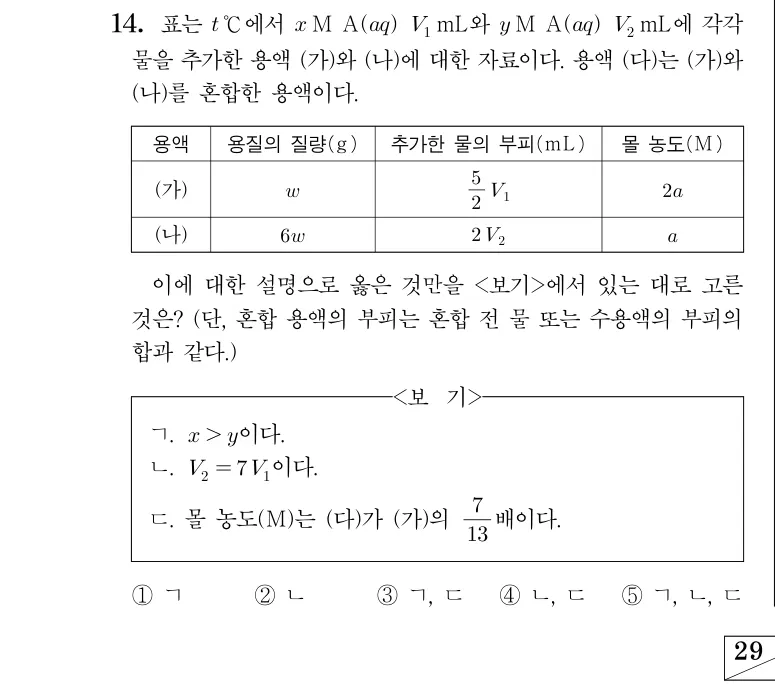 14. 표는 t℃에서 x M A(aq) V₁ mL와 y M A(aq) V₂ mL에 각각
물을 추가한 용액 (가)와 (나)에 대한 자료이다. 용액 (다)는 (가)와
(나)를 혼합한 용액이다.
용액 용질의 질량(g) 추가한 물의 부피(mL) 몰 농도(M)
(가) w 5/2 V₁ 2a
(나) 6w 2V₂ a
이에 대한 설명으로 옳은 것만을 <보기>에서 있는 대로 고른
것은? (단, 혼합 용액의 부피는 혼합 전 물 또는 수용액의 부피의
합과 같다.)
<보 기>
ㄱ. x > y이다.
ㄴ. V₂ = 7V₁이다.
ㄷ. 몰 농도(M)는 (다)가 (가)의 7/13 배이다.
① ㄱ ② ㄴ ③ ㄱ, ㄷ ④ ㄴ, ㄷ ⑤ ㄱ, ㄴ, ㄷ
29